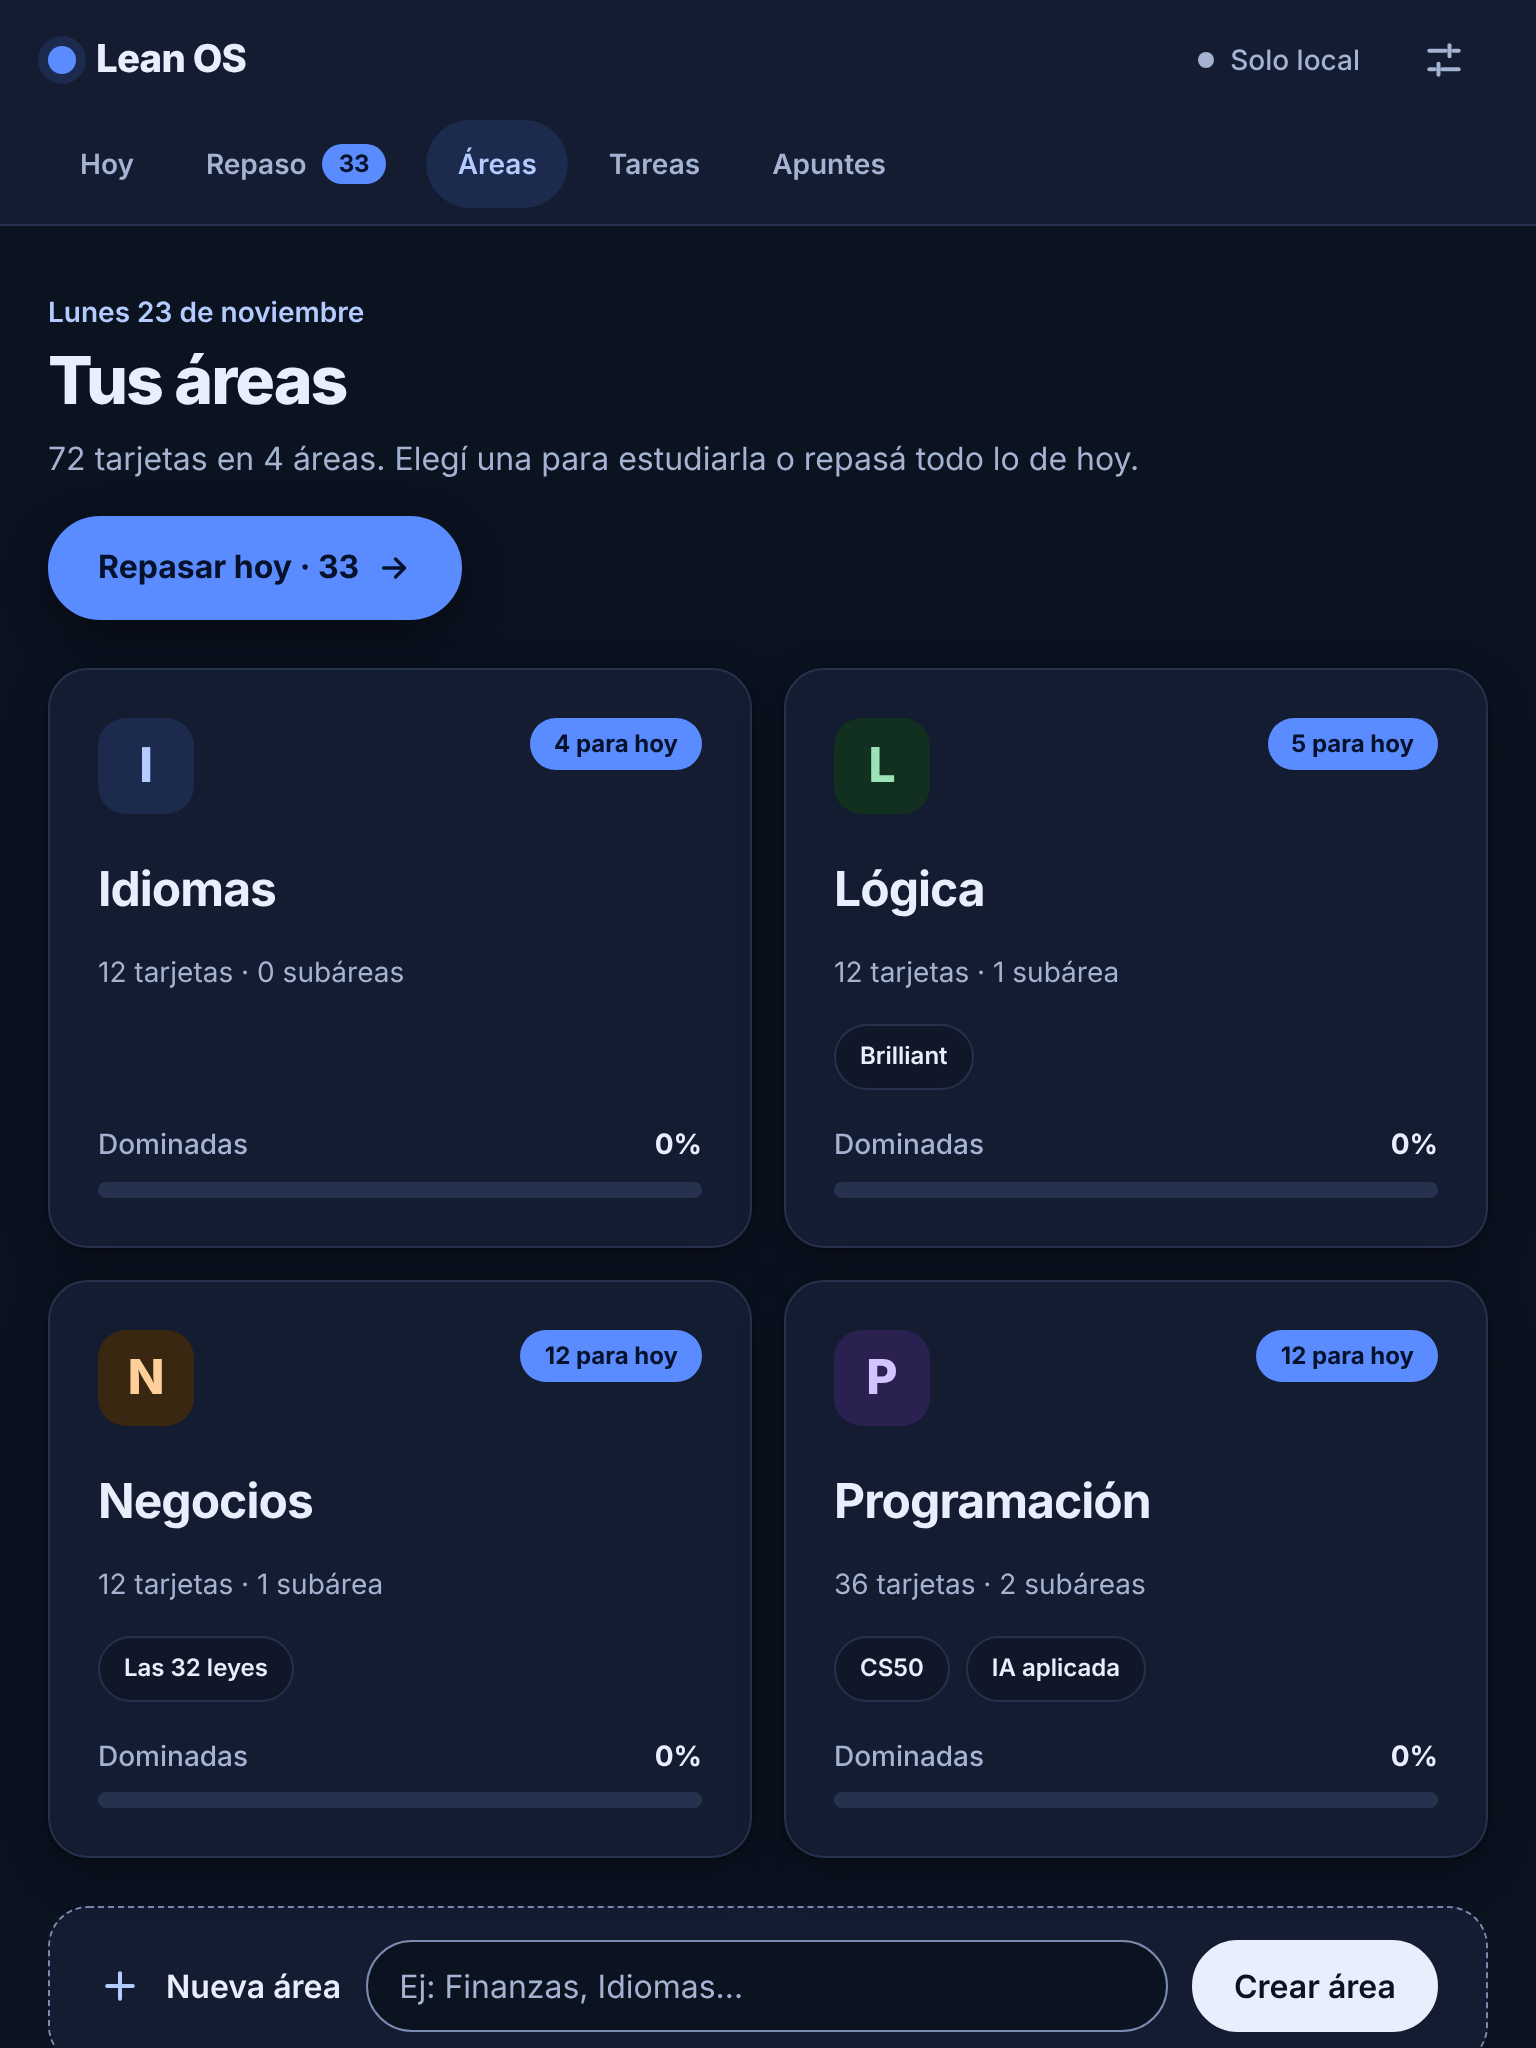 Lean OS
Solo local
Hoy
Repaso 33
Áreas
Tareas
Apuntes
Lunes 23 de noviembre
Tus áreas
72 tarjetas en 4 áreas. Elegí una para estudiarla o repasá todo lo de hoy.
Repasar hoy · 33 →
I
4 para hoy
Idiomas
12 tarjetas · 0 subáreas
Dominadas 0%
L
5 para hoy
Lógica
12 tarjetas · 1 subárea
Brilliant
Dominadas 0%
N
12 para hoy
Negocios
12 tarjetas · 1 subárea
Las 32 leyes
Dominadas 0%
P
12 para hoy
Programación
36 tarjetas · 2 subáreas
CS50
IA aplicada
Dominadas 0%
+ Nueva área
Ej: Finanzas, Idiomas...
Crear área